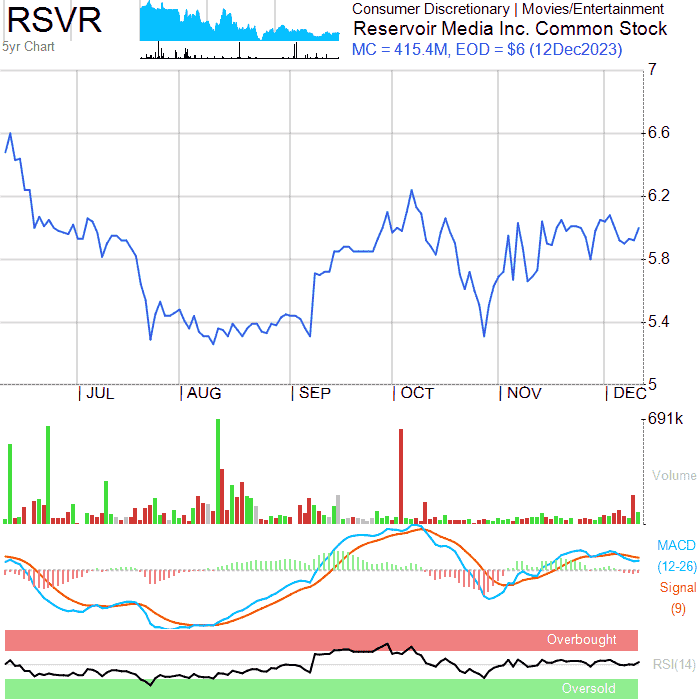 RSVR
5yr Chart
Consumer Discretionary | Movies/Entertainment
Reservoir Media Inc. Common Stock
MC = 415.4M, EOD = $6 (12Dec2023)
7
6.6
6.2
5.8
5.4
5
JUL AUG SEP OCT NOV DEC
691k
Volume
MACD
(12-26)
Signal
(9)
Overbought
RSI(14)
Oversold